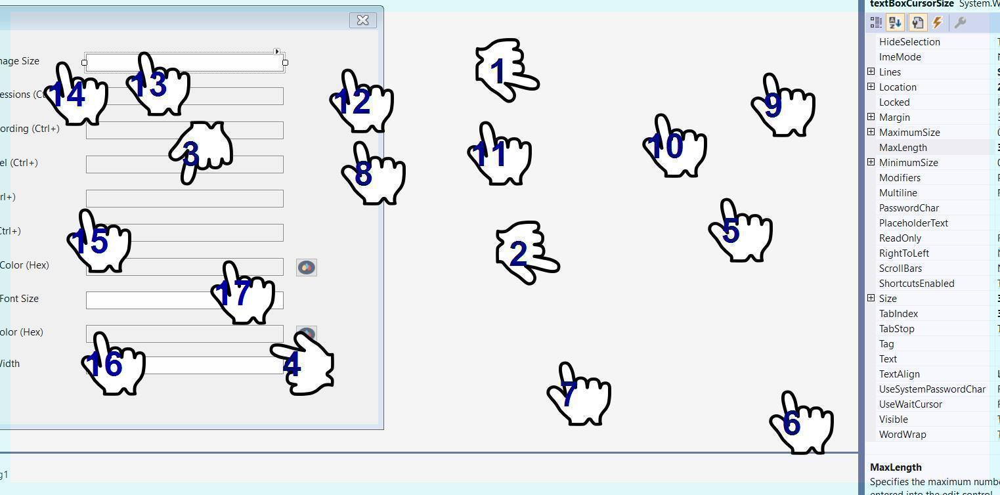 textBoxCursorSize System.W
mage Size
essions (Ct
ording (Ctrl+)
el (Ctrl+)
rl+)
Ctrl+)
Color (Hex)
Font Size
olor (Hex)
Width
g1
1
2
3
4
5
6
7
8
9
10
11
12
13
14
15
16
17
HideSelection
ImeMode
Lines
Location
Locked
Margin
MaximumSize
MaxLength
MinimumSize
Modifiers
Multiline
PasswordChar
PlaceholderText
ReadOnly
RightToLeft
ScrollBars
ShortcutsEnabled
Size
TabIndex
TabStop
Tag
Text
TextAlign
UseSystemPasswordChar
UseWaitCursor
Visible
WordWrap
MaxLength
Specifies the maximum numbe
entered into the edit control